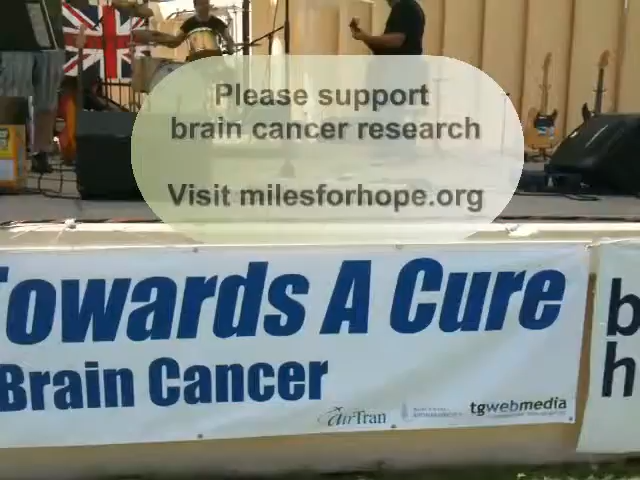 Please support
brain cancer research
Visit milesforhope.org
Towards A Cure
Brain Cancer
airTran
tgwebmedia
b
h